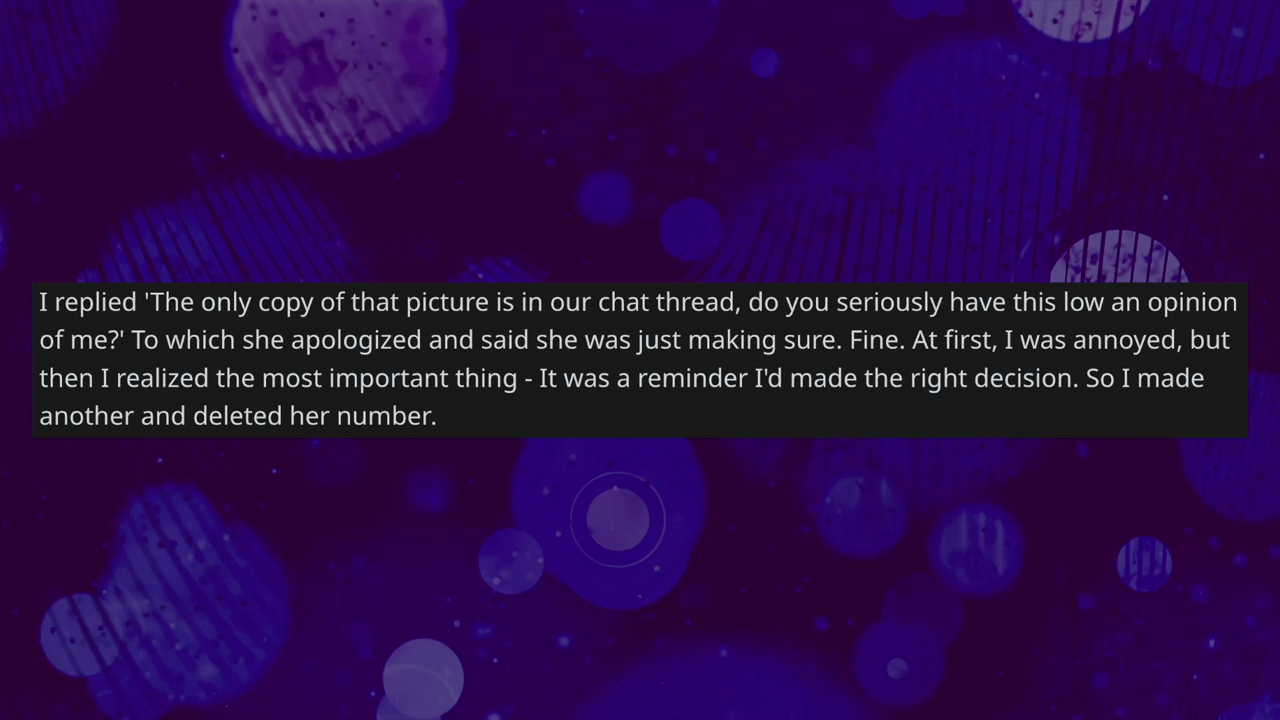 I replied 'The only copy of that picture is in our chat thread, do you seriously have this low an opinion
of me?' To which she apologized and said she was just making sure. Fine. At first, I was annoyed, but
then I realized the most important thing - It was a reminder I'd made the right decision. So I made
another and deleted her number.